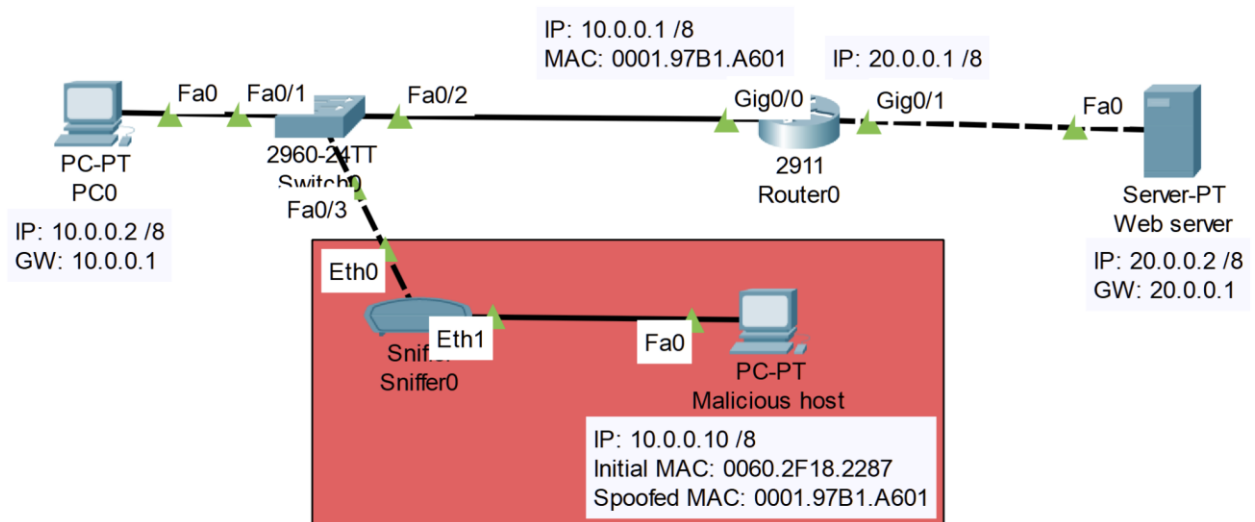 IP: 10.0.0.1 /8
MAC: 0001.97B1.A601
IP: 20.0.0.1 /8
Fa0
Fa0/1
Fa0/2
Gig0/0
Gig0/1
Fa0
PC-PT
PC0
2960-24TT
Switch0
2911
Router0
Server-PT
Web server
Fa0/3
IP: 10.0.0.2 /8
GW: 10.0.0.1
IP: 20.0.0.2 /8
GW: 20.0.0.1
Eth0
Eth1
Fa0
Sniffer
Sniffer0
PC-PT
Malicious host
IP: 10.0.0.10 /8
Initial MAC: 0060.2F18.2287
Spoofed MAC: 0001.97B1.A601